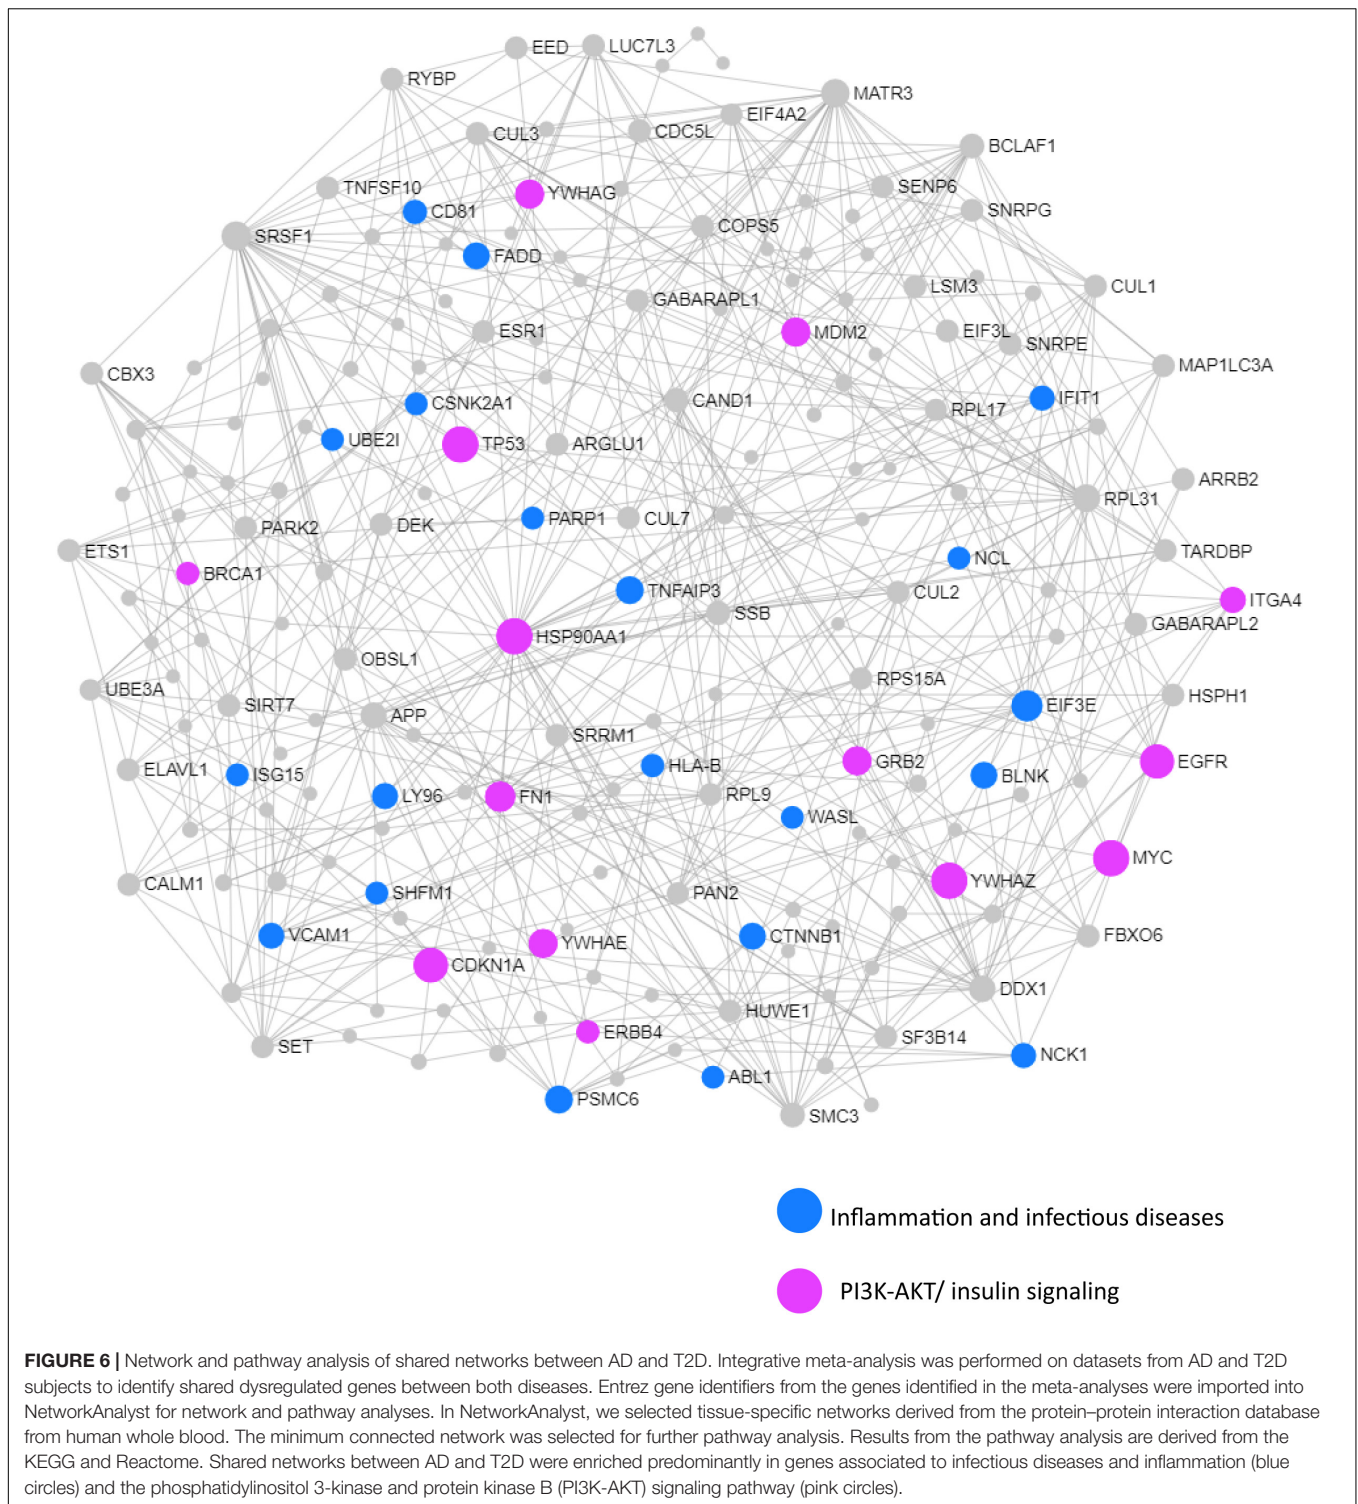 EED
LUC7L3
RYBP
MATR3
EIF4A2
CUL3
CDC5L
BCLAF1
TNFSF10
YWHAG
SENP6
CD81
SNRPG
SRSF1
COPS5
FADD
LSM3
CUL1
GABARAPL1
ESR1
MDM2
EIF3L
SNRPE
CBX3
MAP1LC3A
CSNK2A1
CAND1
IFIT1
RPL17
UBE2I
TP53
ARGLU1
ARRB2
RPL31
PARK2
DEK
PARP1
CUL7
ETS1
TARDBP
NCL
BRCA1
TNFAIP3
CUL2
ITGA4
SSB
GABARAPL2
HSP90AA1
OBSL1
RPS15A
UBE3A
HSPH1
SIRT7
APP
EIF3E
SRRM1
ELAVL1
ISG15
HLA-B
GRB2
BLNK
EGFR
LY96
FN1
RPL9
WASL
MYC
CALM1
SHFM1
PAN2
YWHAZ
VCAM1
YWHAE
CTNNB1
FBXO6
CDKN1A
DDX1
HUWE1
ERBB4
SF3B14
SET
NCK1
ABL1
PSMC6
SMC3
Inflammation and infectious diseases
PI3K-AKT/ insulin signaling
FIGURE 6 | Network and pathway analysis of shared networks between AD and T2D. Integrative meta-analysis was performed on datasets from AD and T2D
subjects to identify shared dysregulated genes between both diseases. Entrez gene identifiers from the genes identified in the meta-analyses were imported into
NetworkAnalyst for network and pathway analyses. In NetworkAnalyst, we selected tissue-specific networks derived from the protein–protein interaction database
from human whole blood. The minimum connected network was selected for further pathway analysis. Results from the pathway analysis are derived from the
KEGG and Reactome. Shared networks between AD and T2D were enriched predominantly in genes associated to infectious diseases and inflammation (blue
circles) and the phosphatidylinositol 3-kinase and protein kinase B (PI3K-AKT) signaling pathway (pink circles).